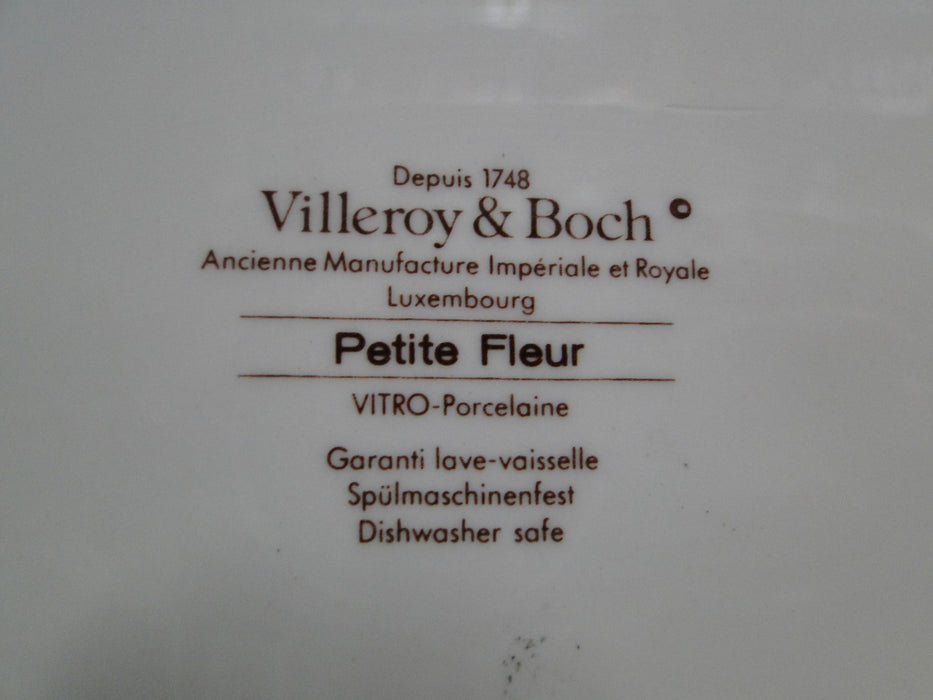 Depuis 1748
Villeroy & Boch ©
Ancienne Manufacture Impériale et Royale
Luxembourg
Petite Fleur
VITRO-Porcelaine
Garanti lave-vaisselle
Spülmaschinenfest
Dishwasher safe